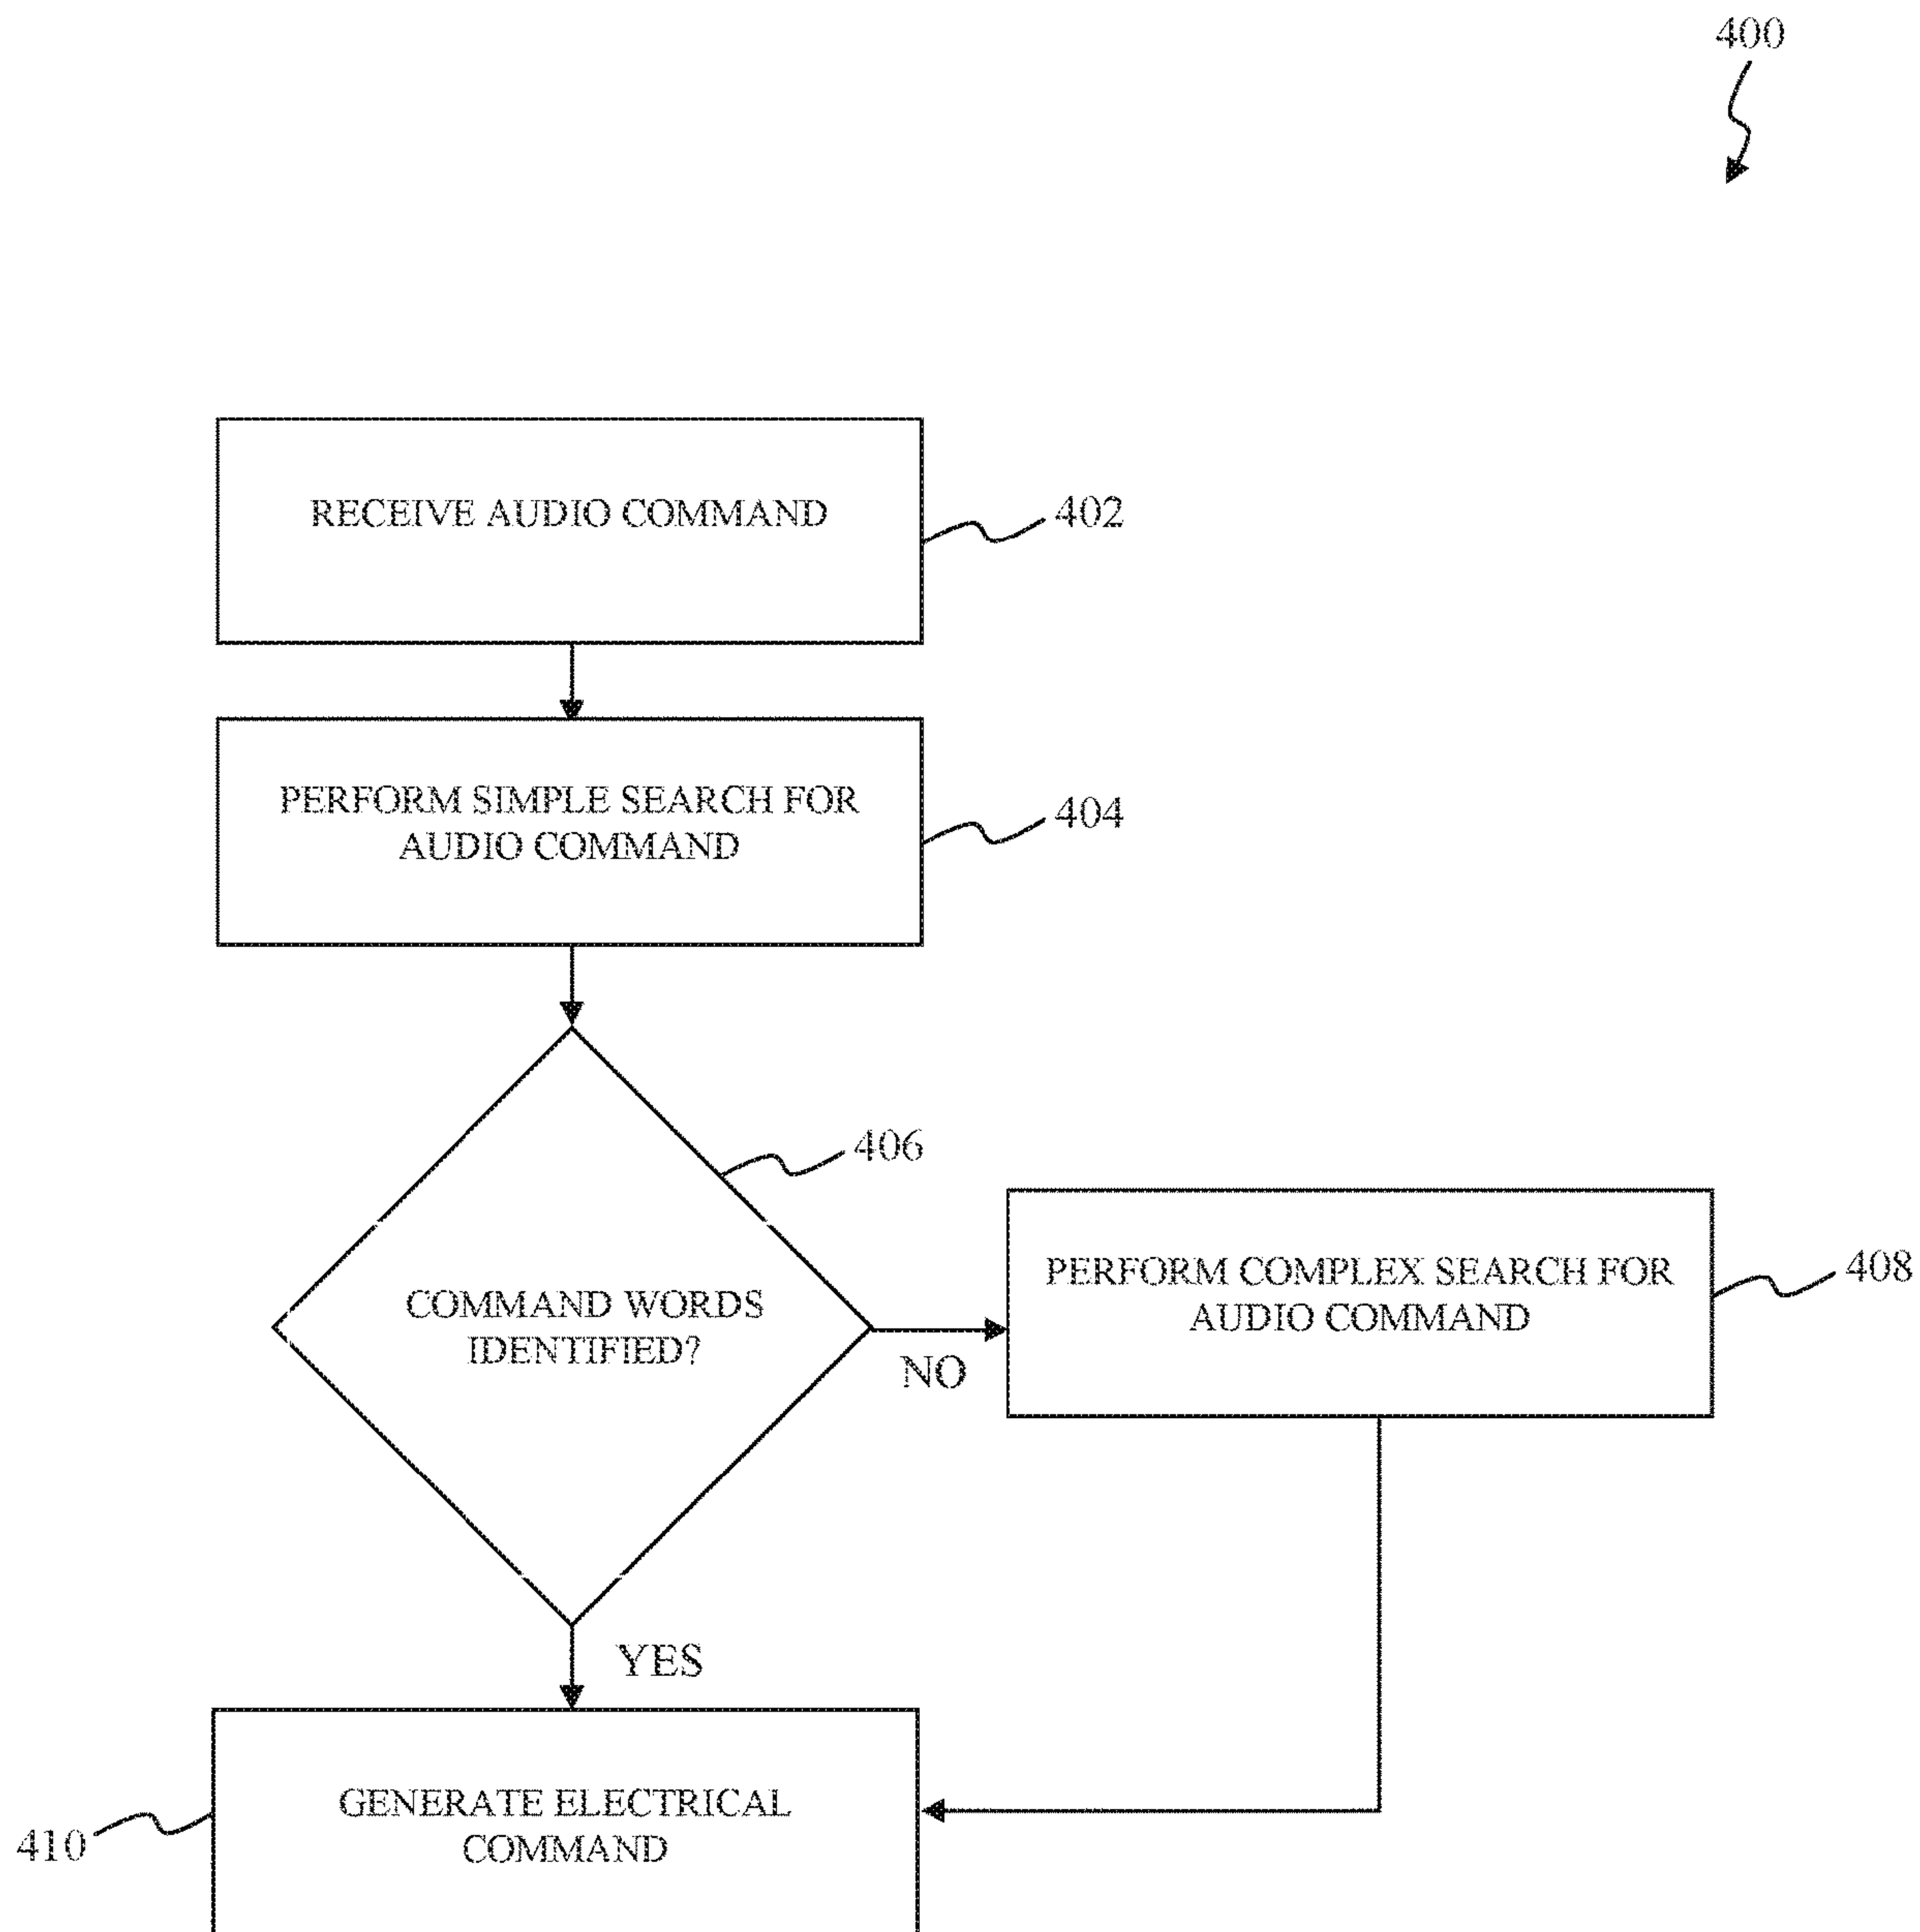 400
RECEIVE AUDIO COMMAND
402
PERFORM SIMPLE SEARCH FOR
AUDIO COMMAND
404
406
COMMAND WORDS
IDENTIFIED?
NO
PERFORM COMPLEX SEARCH FOR
AUDIO COMMAND
408
YES
GENERATE ELECTRICAL
COMMAND
410